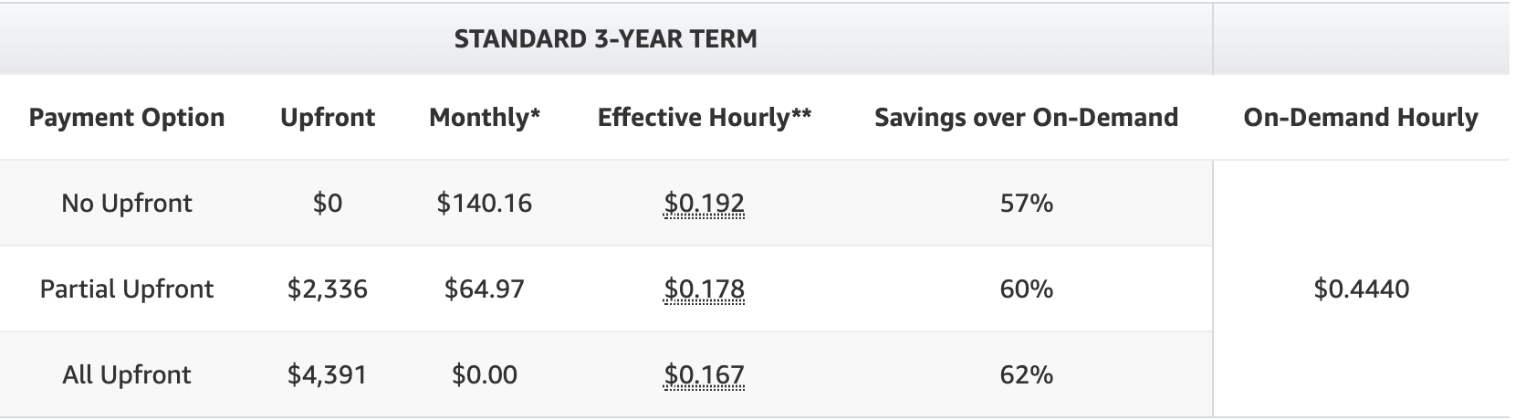 STANDARD 3-YEAR TERM
Payment Option Upfront Monthly* Effective Hourly** Savings over On-Demand On-Demand Hourly
No Upfront $0 $140.16 $0.192 57%
Partial Upfront $2,336 $64.97 $0.178 60% $0.4440
All Upfront $4,391 $0.00 $0.167 62%